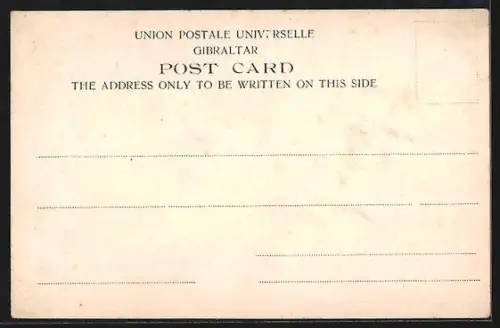 UNION POSTALE UNIVERSELLE
GIBRALTAR
POST CARD
THE ADDRESS ONLY TO BE WRITTEN ON THIS SIDE